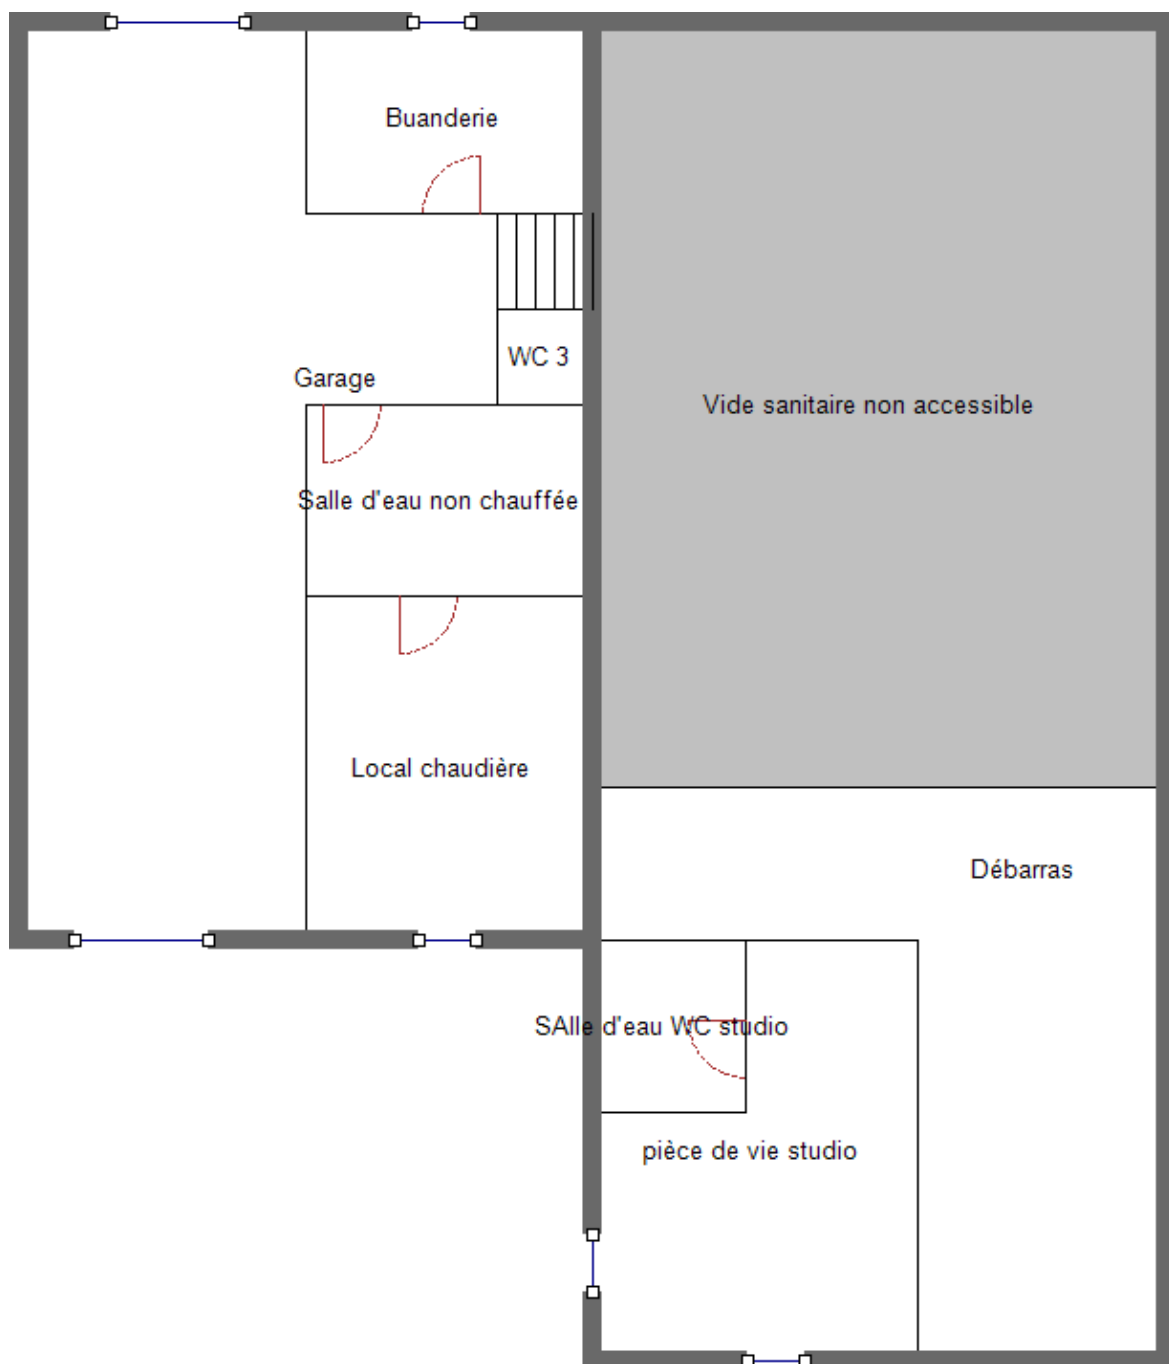 Buanderie
WC 3
Garage
Vide sanitaire non accessible
Salle d'eau non chauffée
Local chaudière
Débarras
SAlle d'eau WC studio
pièce de vie studio